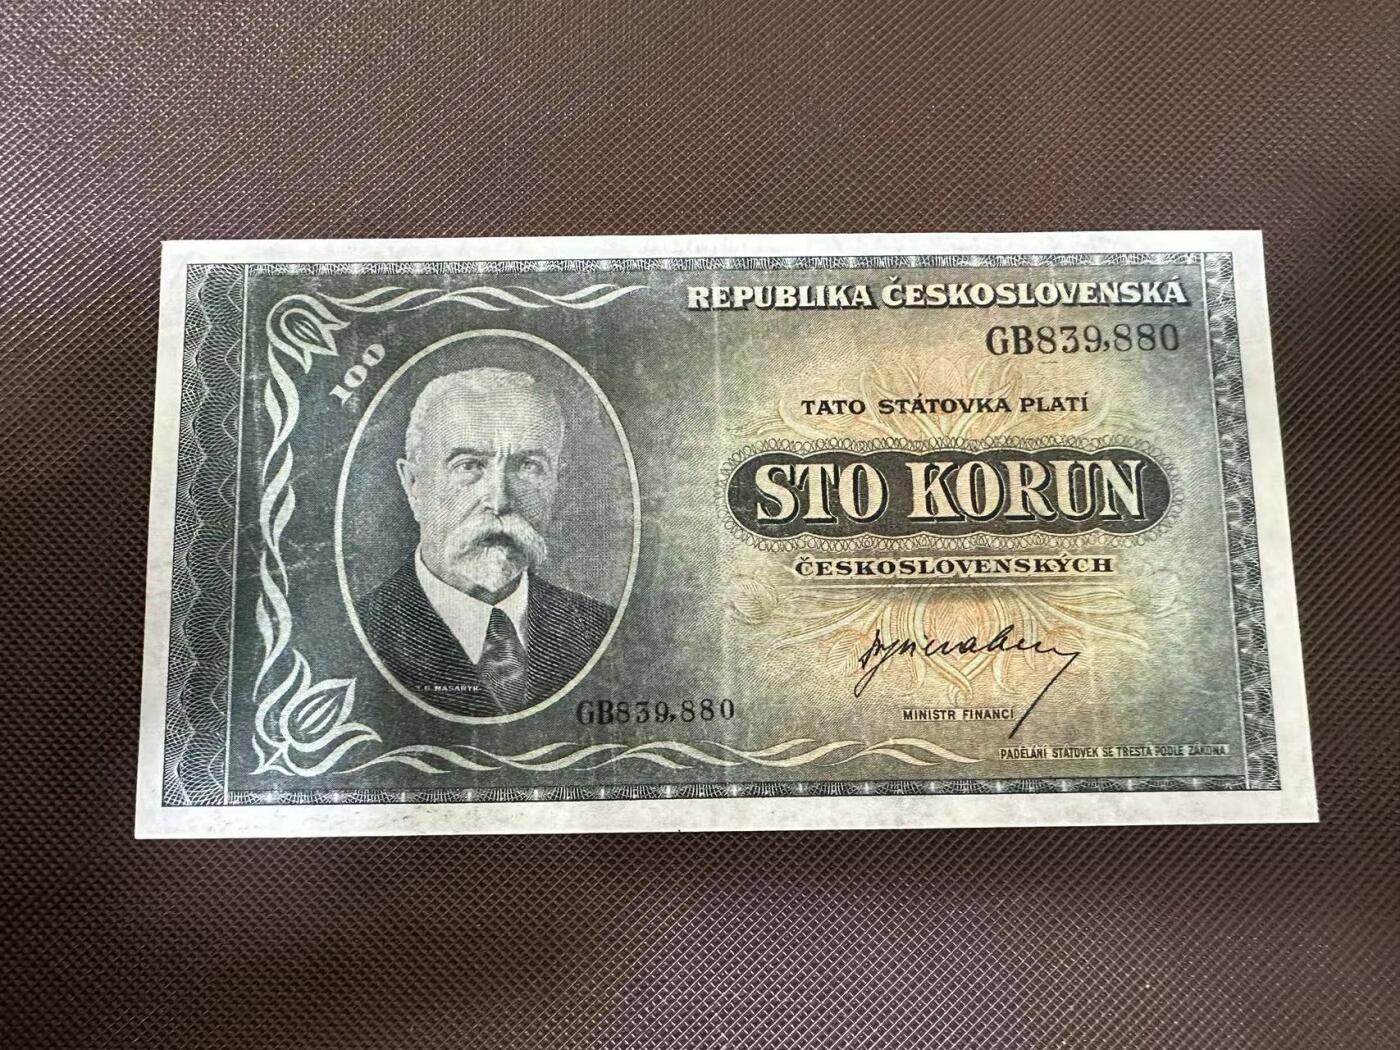 REPUBLIKA ČESKOSLOVENSKÁ
GB839,880
100
TATO STÁTOVKA PLATÍ
STO KORUN
ČESKOSLOVENSKÝCH
T. G. MASARYK
GB839,880
MINISTR FINANCÍ
PADĚLÁNÍ STÁTOVEK SE TRESTÁ PODLE ZÁKONA